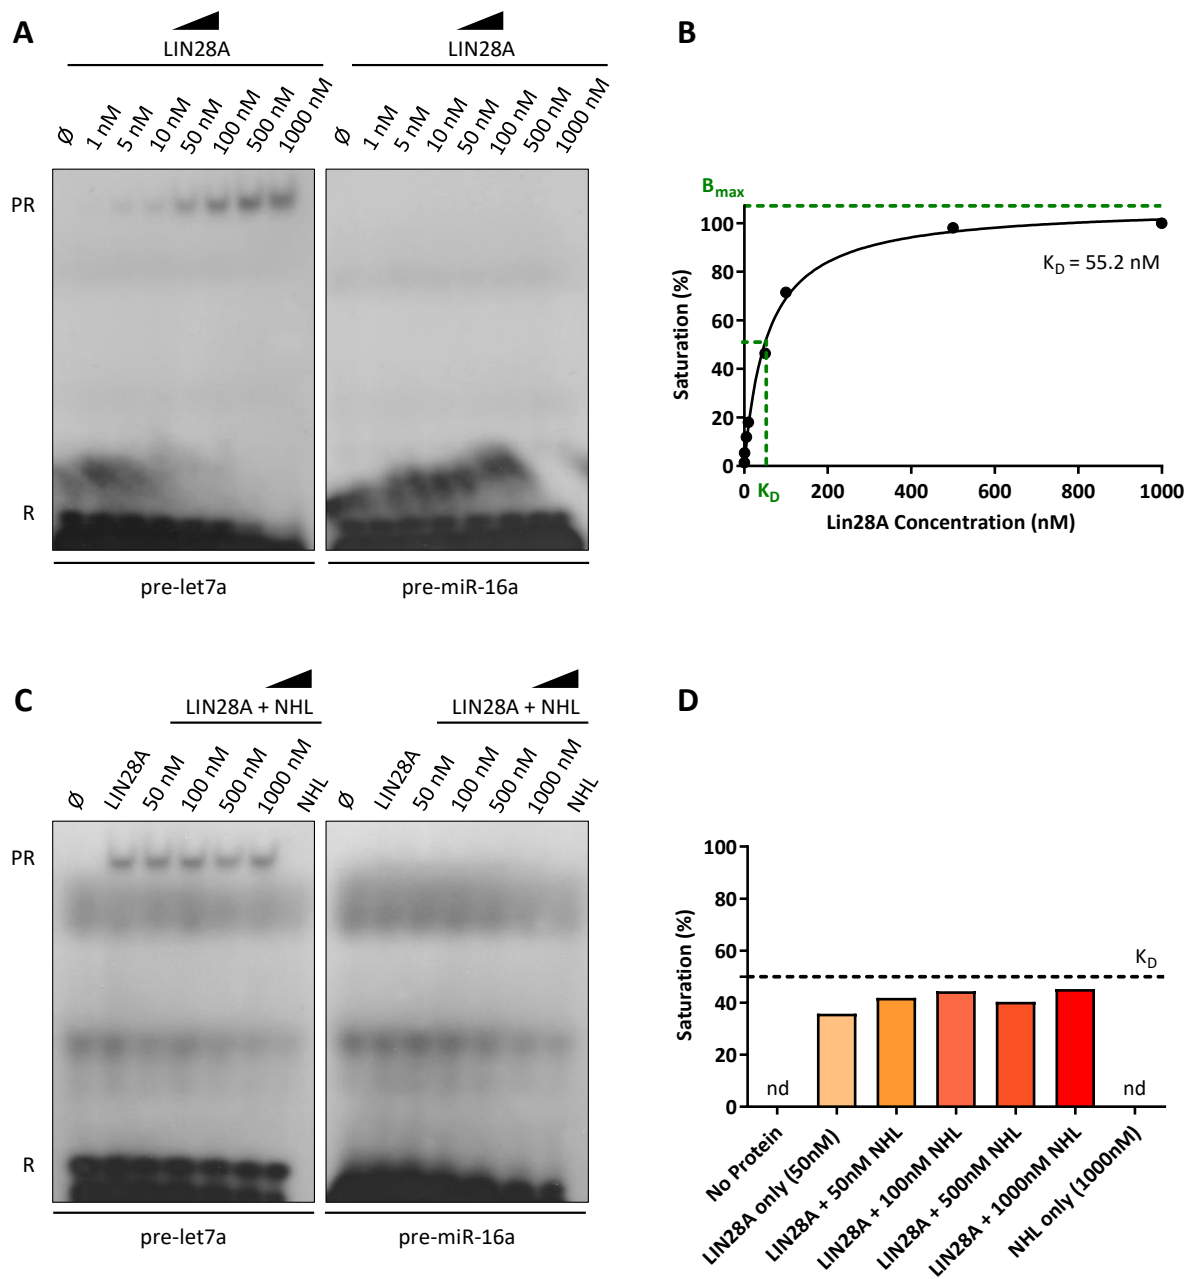 A
LIN28A
LIN28A
Ø 1 nM 5 nM 10 nM 50 nM 100 nM 500 nM 1000 nM
Ø 1 nM 5 nM 10 nM 50 nM 100 nM 500 nM 1000 nM
PR
R
pre-let7a
pre-miR-16a
B
Bmax
100
80
60
40
20
0
Saturation (%)
KD = 55.2 nM
0 KD 200 400 600 800 1000
Lin28A Concentration (nM)
C
LIN28A + NHL
LIN28A + NHL
Ø LIN28A 50 nM 100 nM 500 nM 1000 nM NHL
Ø LIN28A 50 nM 100 nM 500 nM 1000 nM NHL
PR
R
pre-let7a
pre-miR-16a
D
100
80
60
40
20
0
Saturation (%)
KD
nd
nd
No Protein
LIN28A only (50nM)
LIN28A + 50nM NHL
LIN28A + 100nM NHL
LIN28A + 500nM NHL
LIN28A + 1000nM NHL
NHL only (1000nM)